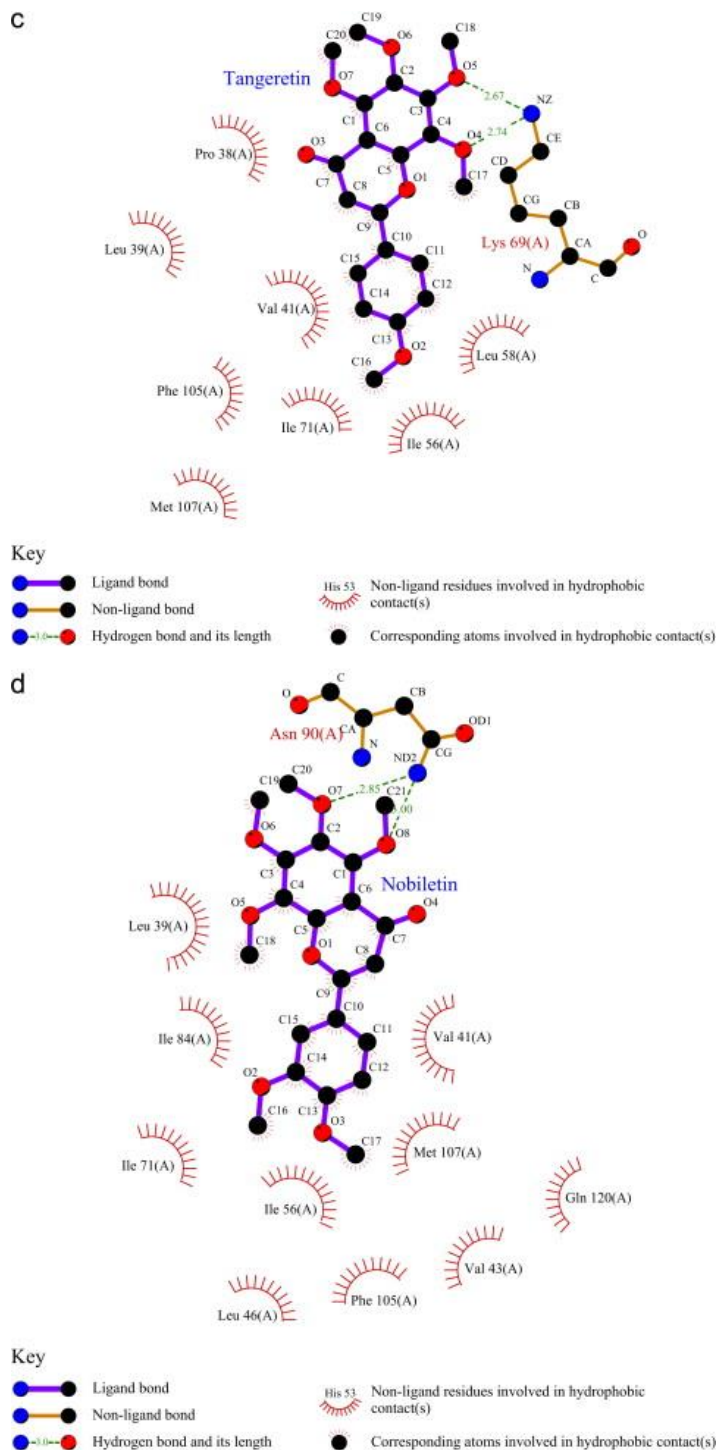 c
C19
C20
O6
C18
Tangeretin
O7
C2
O5
2.67
NZ
C3
C1
C4
2.74
O3
C6
O4
CE
Pro 38(A)
C5
CD
C7
C8
O1
C17
CG
CB
C9
Lys 69(A)
CA
O
Leu 39(A)
C10
C11
N
C
C15
C12
Val 41(A)
C14
C13
O2
Leu 58(A)
C16
Phe 105(A)
Ile 71(A)
Ile 56(A)
Met 107(A)
Key
Ligand bond
Non-ligand bond
3.0 Hydrogen bond and its length
His 53 Non-ligand residues involved in hydrophobic
contact(s)
Corresponding atoms involved in hydrophobic contact(s)
d
C
CB
O
OD1
Asn 90(A)
CA
N
CG
ND2
C20
C19
O7
2.85
C21
3.00
O6
C2
O8
C3
C1
Nobiletin
C4
C6
O5
O4
Leu 39(A)
C5
C7
C18
O1
C8
C9
C10
Ile 84(A)
C15
C11
Val 41(A)
C14
C12
O2
C16
C13
O3
C17
Met 107(A)
Ile 71(A)
Ile 56(A)
Gln 120(A)
Val 43(A)
Phe 105(A)
Leu 46(A)
Key
Ligand bond
Non-ligand bond
3.0 Hydrogen bond and its length
His 53 Non-ligand residues involved in hydrophobic
contact(s)
Corresponding atoms involved in hydrophobic contact(s)